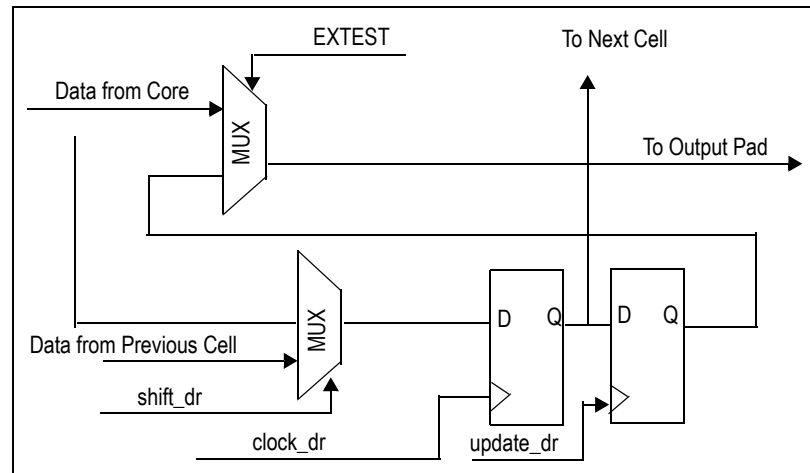 EXTEST
To Next Cell
Data from Core
MUX
To Output Pad
MUX
D Q
D Q
Data from Previous Cell
shift_dr
clock_dr
update_dr